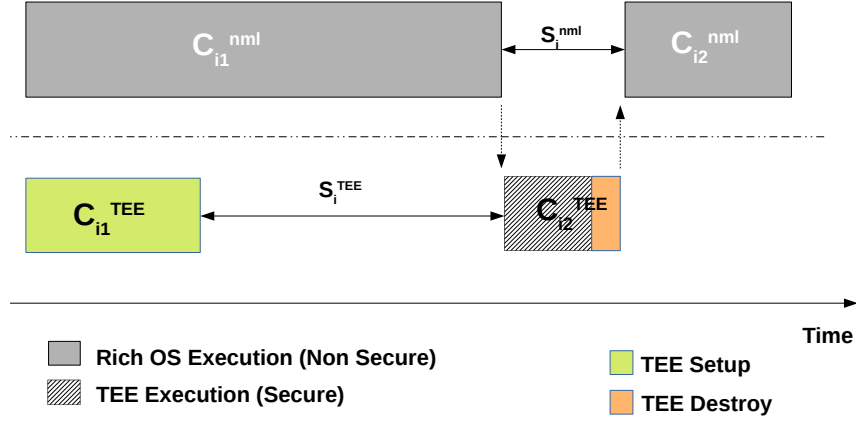 C_i1^nml
S_i^nml
C_i2^nml
S_i^TEE
C_i1^TEE
C_i2^TEE
Time
Rich OS Execution (Non Secure)
TEE Execution (Secure)
TEE Setup
TEE Destroy